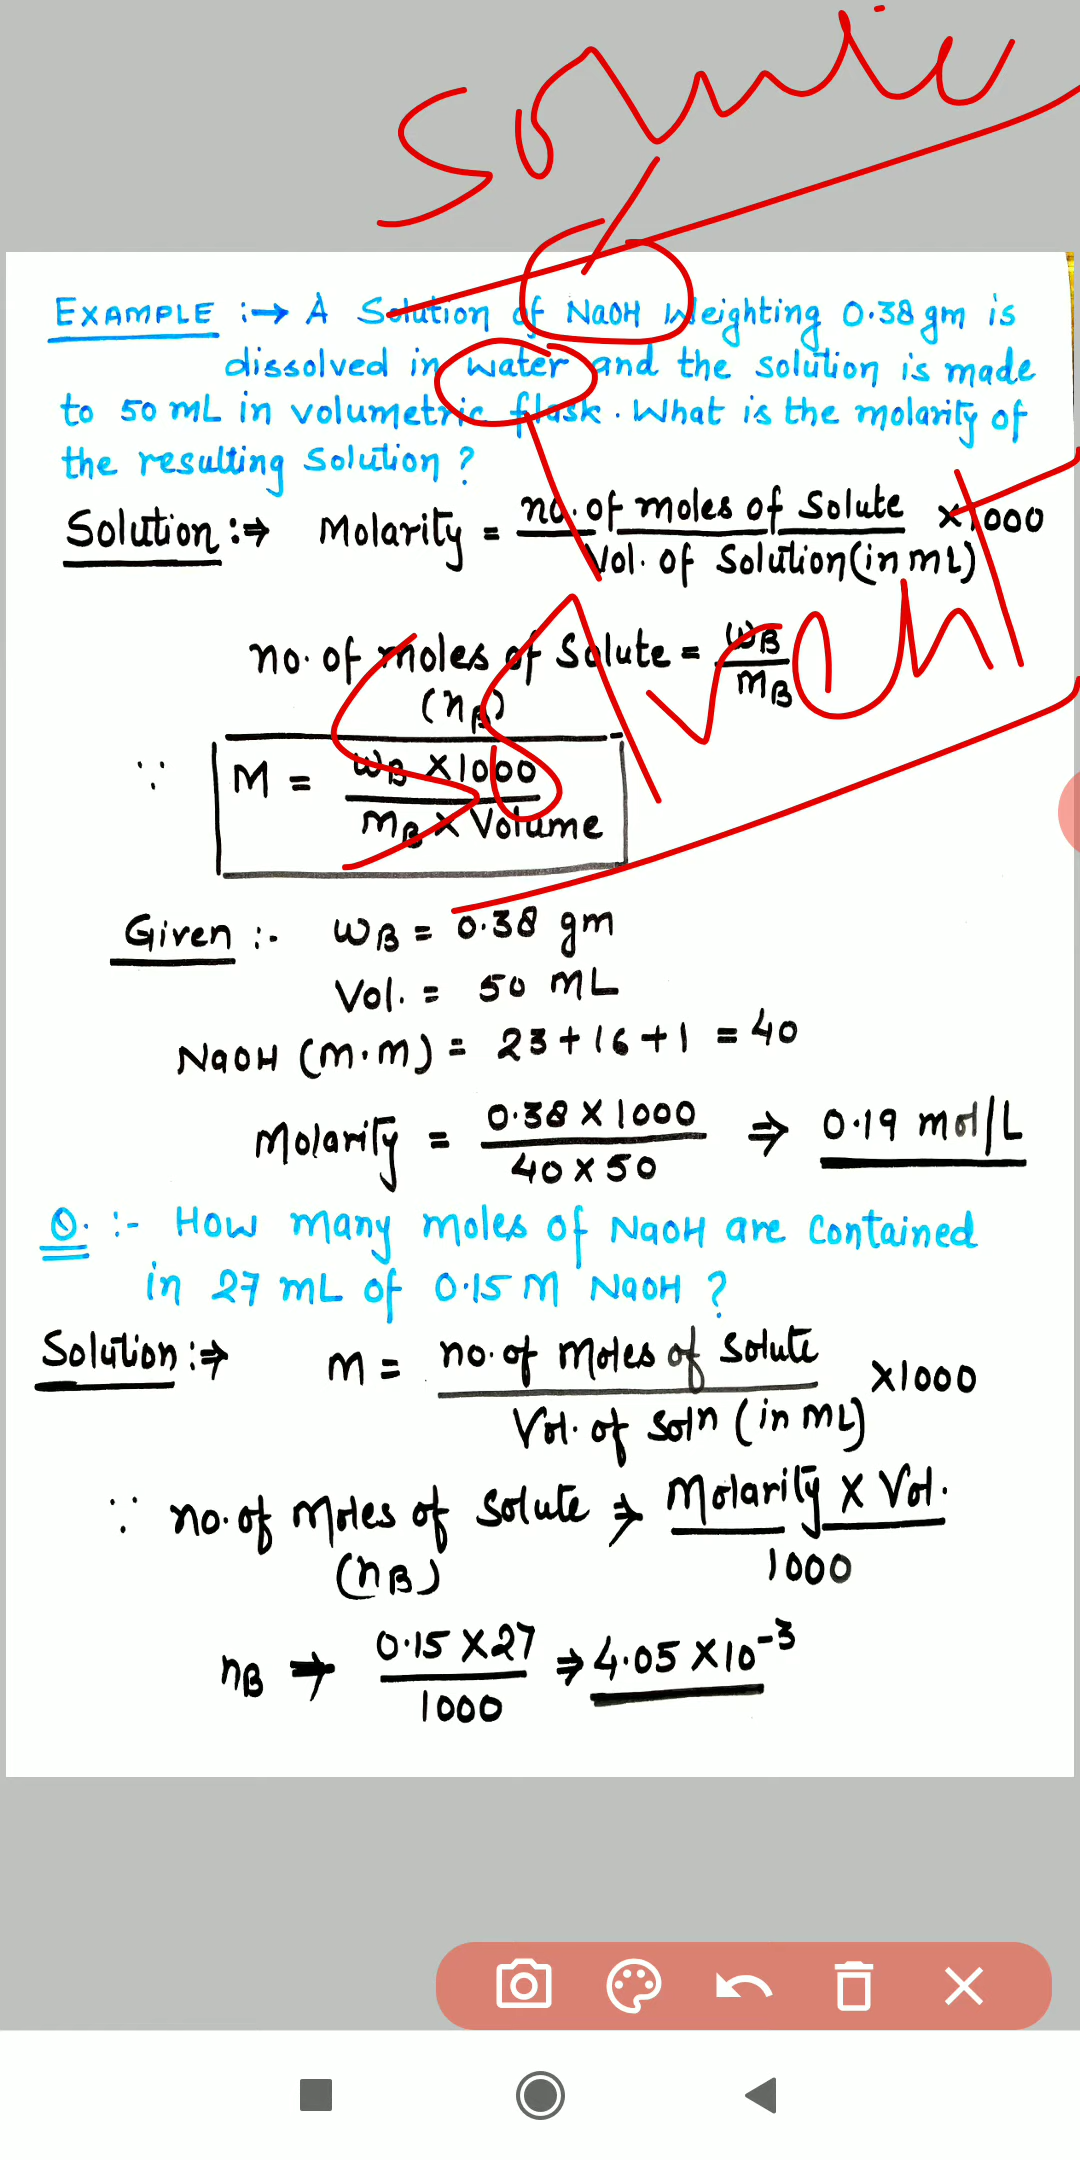 Solute
EXAMPLE :→ A Solution of NaOH Weighting 0.38 gm is
dissolved in water and the solution is made
to 50 mL in volumetric flask. What is the molarity of
the resulting Solution ?
Solution :⇒ Molarity = no. of moles of Solute / Vol. of Solution (in mL) ×1000
Solvent
no. of moles of Solute = WB / MB
(nB)
∵ M = WB ×1000 / MB × Volume
Given :- WB = 0.38 gm
Vol. = 50 mL
NaOH (m.m) = 23+16+1 = 40
Molarity = 0.38 × 1000 / 40 × 50 ⇒ 0.19 mol/L
Q. :- How many moles of NaOH are contained
in 27 mL of 0.15 M NaOH ?
Solution :⇒ M = no. of Moles of Solute / Vol. of Soln (in mL) ×1000
∵ no. of Moles of Solute ⇒ Molarity × Vol. / 1000
(nB)
nB → 0.15 × 27 / 1000 ⇒ 4.05 × 10⁻³